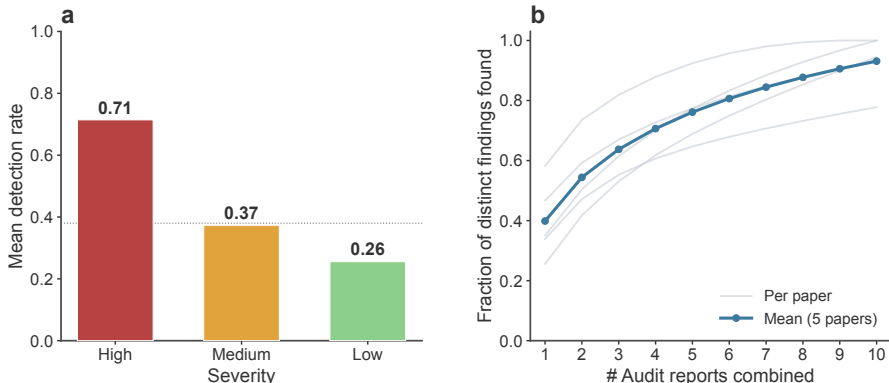 a
Mean detection rate
1.0
0.8
0.6
0.4
0.2
0.0
0.71
0.37
0.26
High Medium Low
Severity
b
Fraction of distinct findings found
1.0
0.8
0.6
0.4
0.2
0.0
Per paper
Mean (5 papers)
1 2 3 4 5 6 7 8 9 10
# Audit reports combined